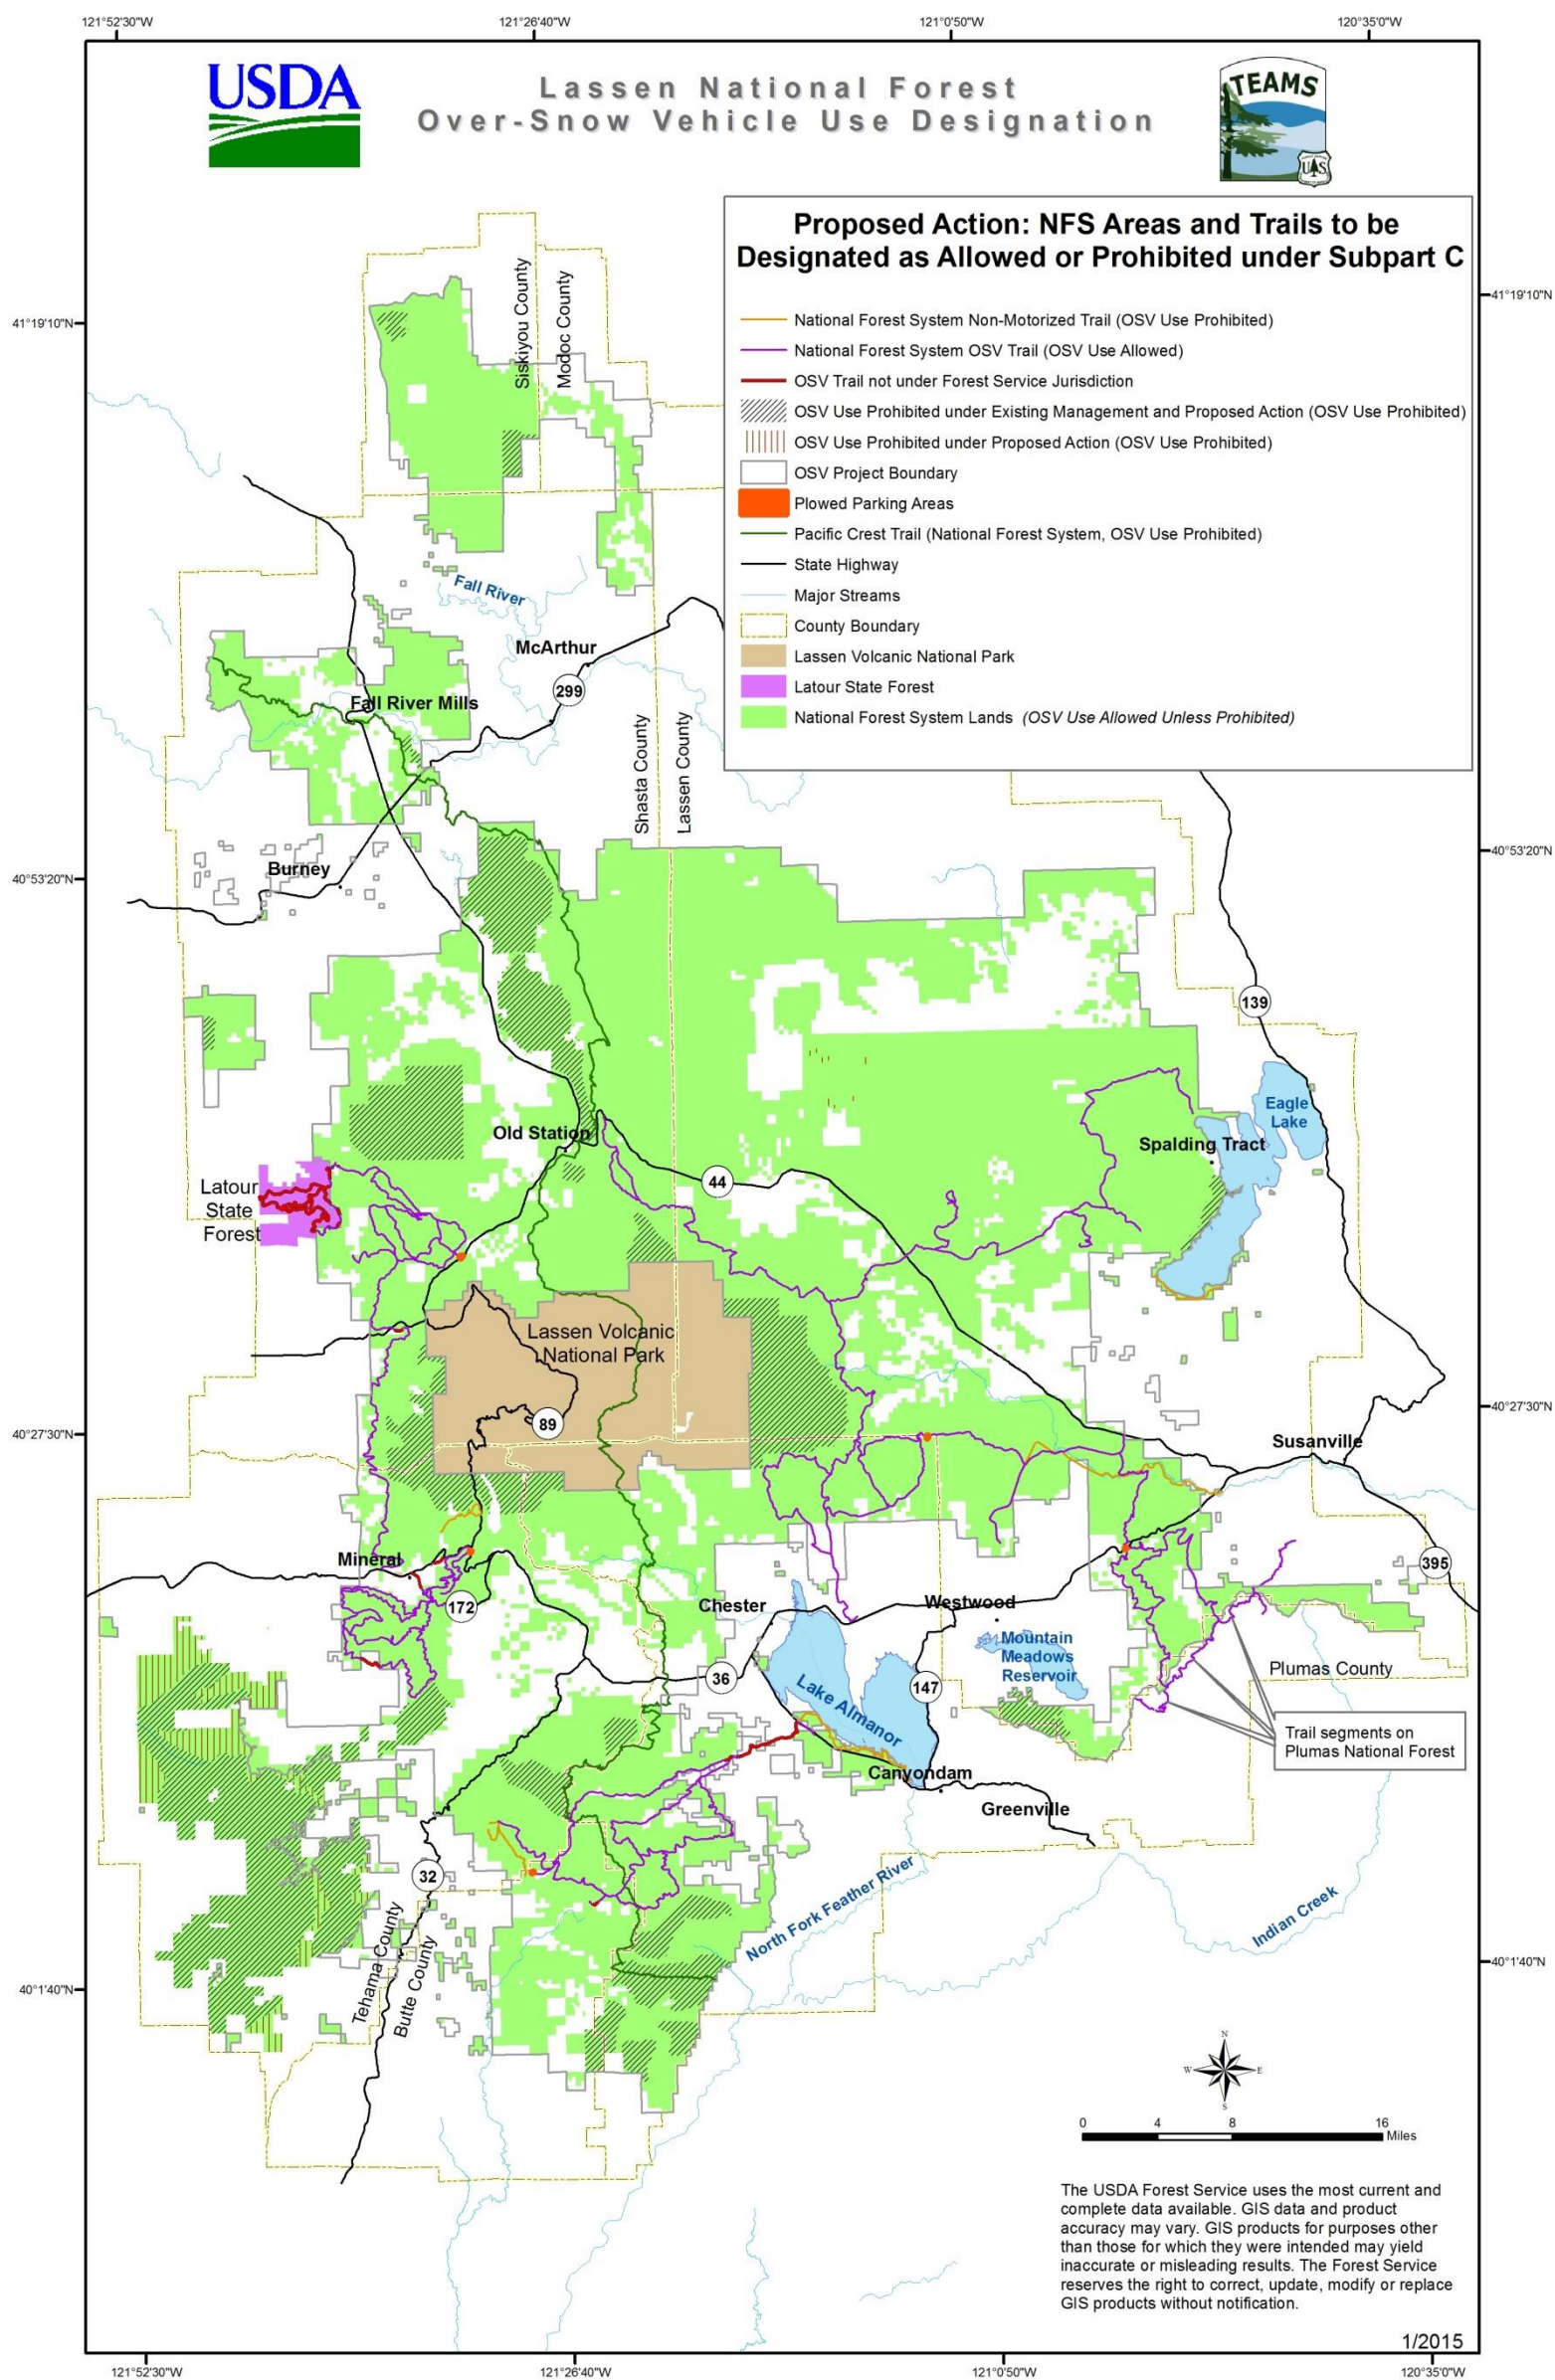 121°52'30"W
121°26'40"W
121°0'50"W
120°35'0"W
USDA
Lassen National Forest
Over-Snow Vehicle Use Designation
TEAMS
U S
Proposed Action: NFS Areas and Trails to be
Designated as Allowed or Prohibited under Subpart C
National Forest System Non-Motorized Trail (OSV Use Prohibited)
National Forest System OSV Trail (OSV Use Allowed)
OSV Trail not under Forest Service Jurisdiction
OSV Use Prohibited under Existing Management and Proposed Action (OSV Use Prohibited)
OSV Use Prohibited under Proposed Action (OSV Use Prohibited)
OSV Project Boundary
Plowed Parking Areas
Pacific Crest Trail (National Forest System, OSV Use Prohibited)
State Highway
Major Streams
County Boundary
Lassen Volcanic National Park
Latour State Forest
National Forest System Lands (OSV Use Allowed Unless Prohibited)
41°19'10"N
41°19'10"N
Siskiyou County
Modoc County
Fall River
McArthur
299
Fall River Mills
Shasta County
Lassen County
40°53'20"N
40°53'20"N
Burney
139
Eagle
Lake
Old Station
Spalding Tract
44
Latour
State
Forest
Lassen Volcanic
National Park
89
40°27'30"N
40°27'30"N
Susanville
Mineral
395
172
Chester
Westwood
Mountain
Meadows
Reservoir
36
147
Lake Almanor
Plumas County
Trail segments on
Plumas National Forest
Canyondam
Greenville
32
North Fork Feather River
Indian Creek
Tehama County
Butte County
40°1'40"N
40°1'40"N
N
W
E
S
0
4
8
16
Miles
The USDA Forest Service uses the most current and
complete data available. GIS data and product
accuracy may vary. GIS products for purposes other
than those for which they were intended may yield
inaccurate or misleading results. The Forest Service
reserves the right to correct, update, modify or replace
GIS products without notification.
1/2015
121°52'30"W
121°26'40"W
121°0'50"W
120°35'0"W